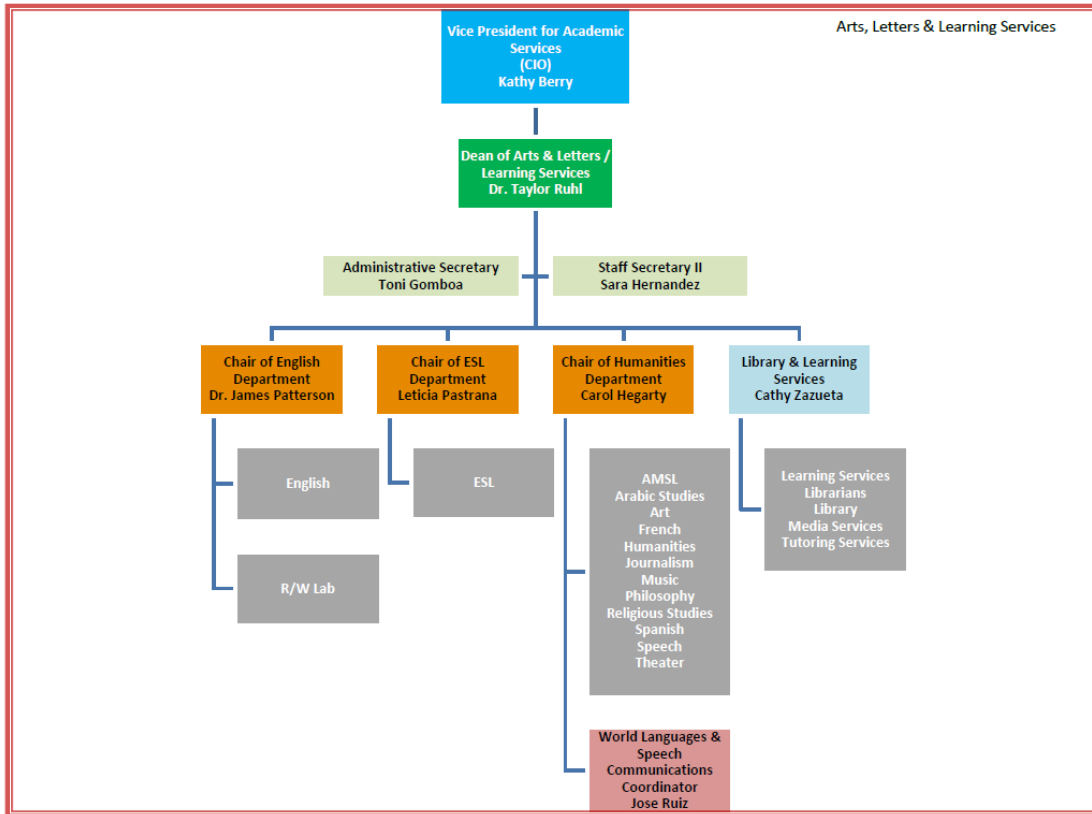 Arts, Letters & Learning Services
Vice President for Academic
Services
(CIO)
Kathy Berry
Dean of Arts & Letters /
Learning Services
Dr. Taylor Ruhl
Administrative Secretary
Toni Gomboa
Staff Secretary II
Sara Hernandez
Chair of English
Department
Dr. James Patterson
Chair of ESL
Department
Leticia Pastrana
Chair of Humanities
Department
Carol Hegarty
Library & Learning
Services
Cathy Zazueta
English
R/W Lab
ESL
AMSL
Arabic Studies
Art
French
Humanities
Journalism
Music
Philosophy
Religious Studies
Spanish
Speech
Theater
World Languages &
Speech
Communications
Coordinator
Jose Ruiz
Learning Services
Librarians
Library
Media Services
Tutoring Services